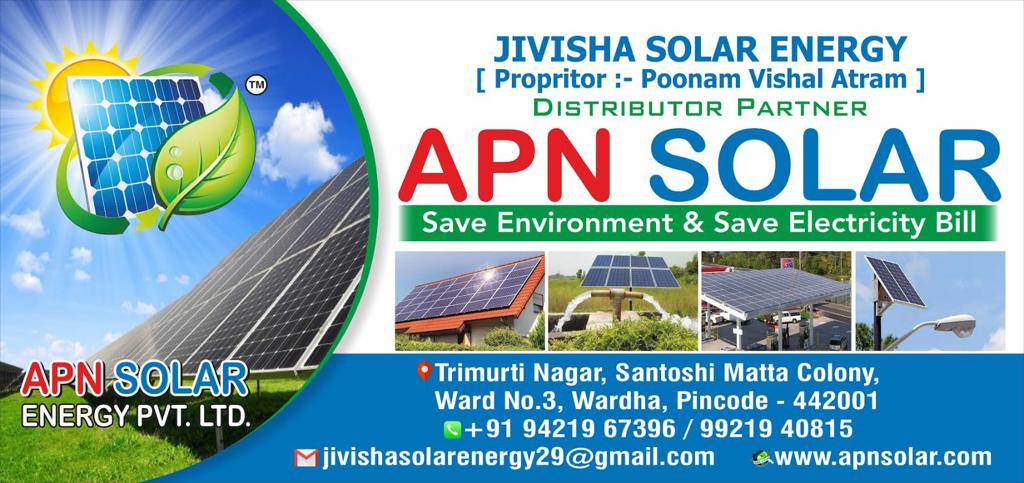 JIVISHA SOLAR ENERGY
[ Propritor :- Poonam Vishal Atram ]
DISTRIBUTOR PARTNER
APN SOLAR
Save Environment & Save Electricity Bill
TM
APN SOLAR
ENERGY PVT. LTD.
Trimurti Nagar, Santoshi Matta Colony,
Ward No.3, Wardha, Pincode - 442001
+91 94219 67396 / 99219 40815
jivishasolarenergy29@gmail.com www.apnsolar.com